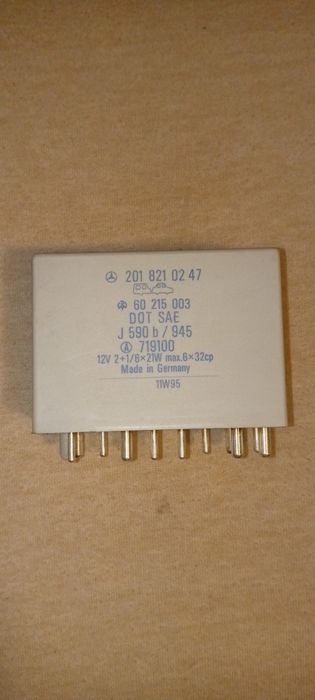 201 821 02 47
60 215 003
DOT SAE
J 590 b / 945
A 719100
12V 2+1/6×21W max.6×32cp
Made in Germany
11W95